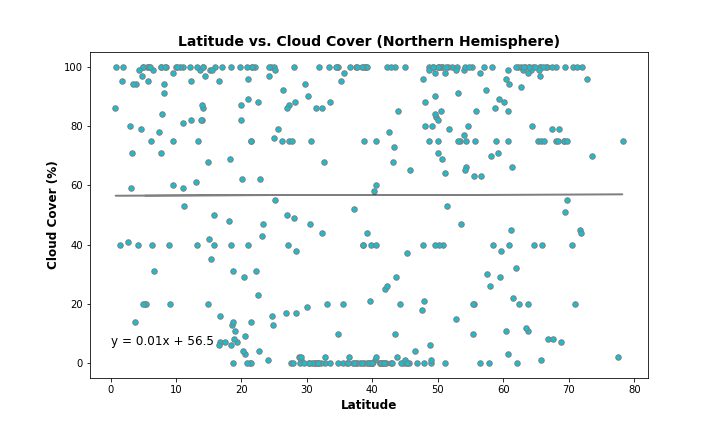 Latitude vs. Cloud Cover (Northern Hemisphere)
Cloud Cover (%)
100
80
60
40
20
0
y = 0.01x + 56.5
0 10 20 30 40 50 60 70 80
Latitude